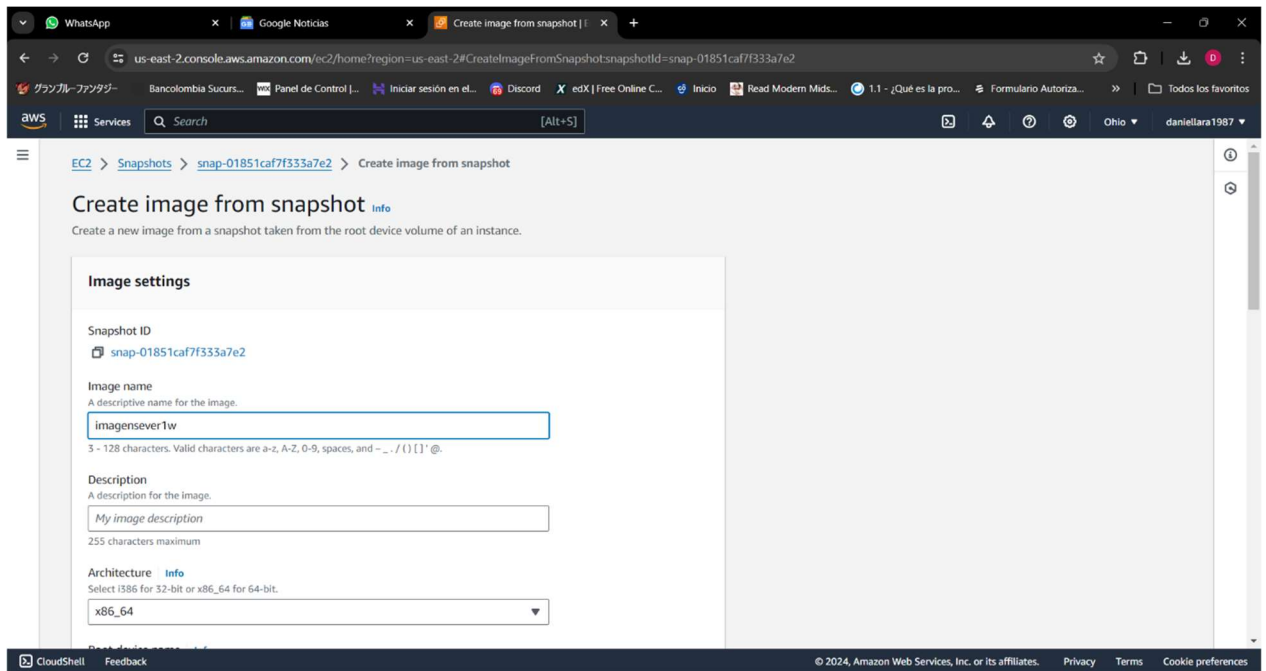 WhatsApp
Google Noticias
Create image from snapshot | E
us-east-2.console.aws.amazon.com/ec2/home?region=us-east-2#CreateImageFromSnapshot:snapshotId=snap-01851caf7f333a7e2
D
グランブルーファンタジー
Bancolombia Sucurs...
WIX Panel de Control |...
Iniciar sesión en el...
Discord
edX | Free Online C...
Inicio
Read Modern Mids...
1.1 - ¿Qué es la pro...
Formulario Autoriza...
Todos los favoritos
aws
Services
Search
[Alt+S]
Ohio
daniellara1987
EC2 > Snapshots > snap-01851caf7f333a7e2 > Create image from snapshot
Create image from snapshot Info
Create a new image from a snapshot taken from the root device volume of an instance.
Image settings
Snapshot ID
snap-01851caf7f333a7e2
Image name
A descriptive name for the image.
imagensever1w
3 - 128 characters. Valid characters are a-z, A-Z, 0-9, spaces, and – _ . / ( ) [ ] ' @.
Description
A description for the image.
My image description
255 characters maximum
Architecture Info
Select i386 for 32-bit or x86_64 for 64-bit.
x86_64
CloudShell Feedback
© 2024, Amazon Web Services, Inc. or its affiliates. Privacy Terms Cookie preferences